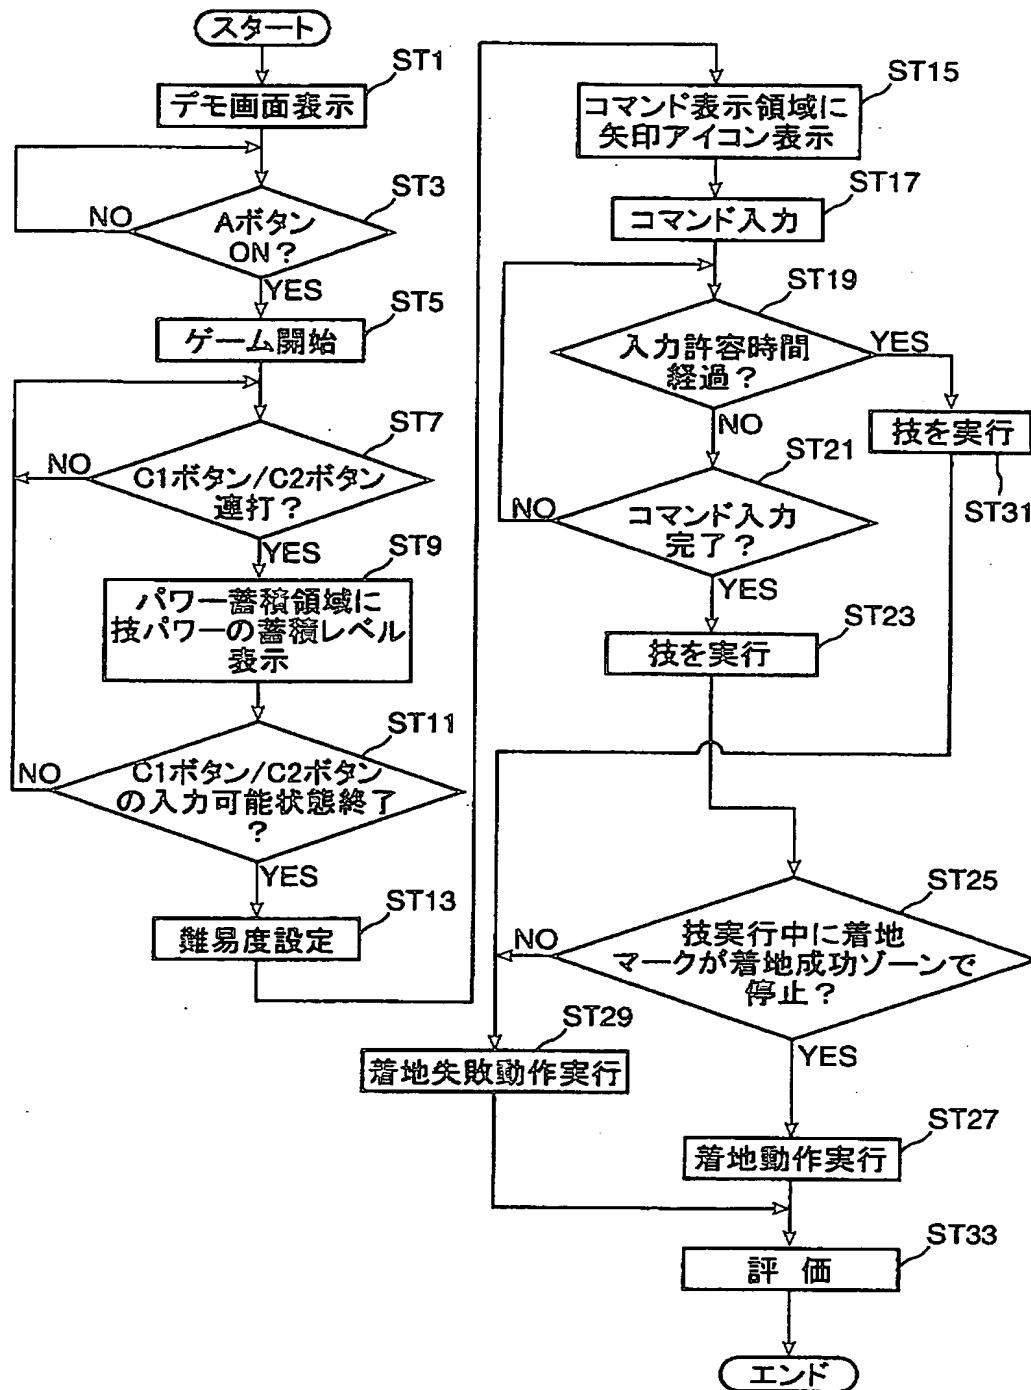 スタート
ST1
デモ画面表示
ST3
Aボタン
ON？
NO
YES
ST5
ゲーム開始
ST7
C1ボタン/C2ボタン
連打？
NO
YES
ST9
パワー蓄積領域に
技パワーの蓄積レベル
表示
ST11
C1ボタン/C2ボタン
の入力可能状態終了
？
NO
YES
ST13
難易度設定
ST15
コマンド表示領域に
矢印アイコン表示
ST17
コマンド入力
ST19
入力許容時間
経過？
YES
NO
技を実行
ST31
ST21
コマンド入力
完了？
NO
YES
ST23
技を実行
ST25
技実行中に着地
マークが着地成功ゾーンで
停止？
NO
YES
ST29
着地失敗動作実行
ST27
着地動作実行
ST33
評 価
エンド